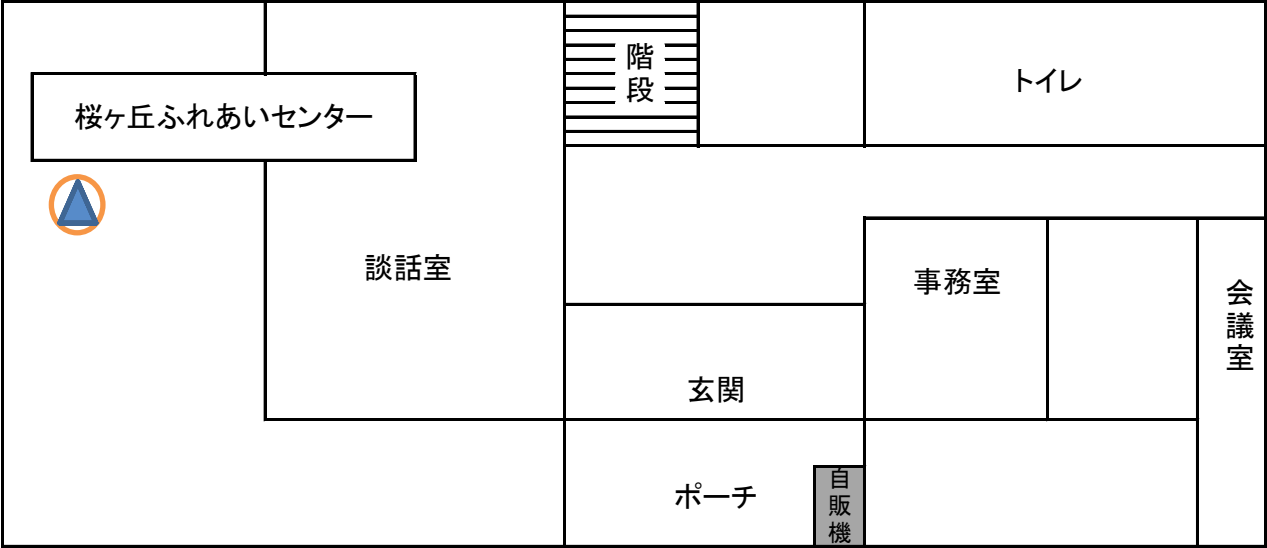 階段
トイレ
桜ヶ丘ふれあいセンター
談話室
事務室
会議室
玄関
ポーチ
自販機